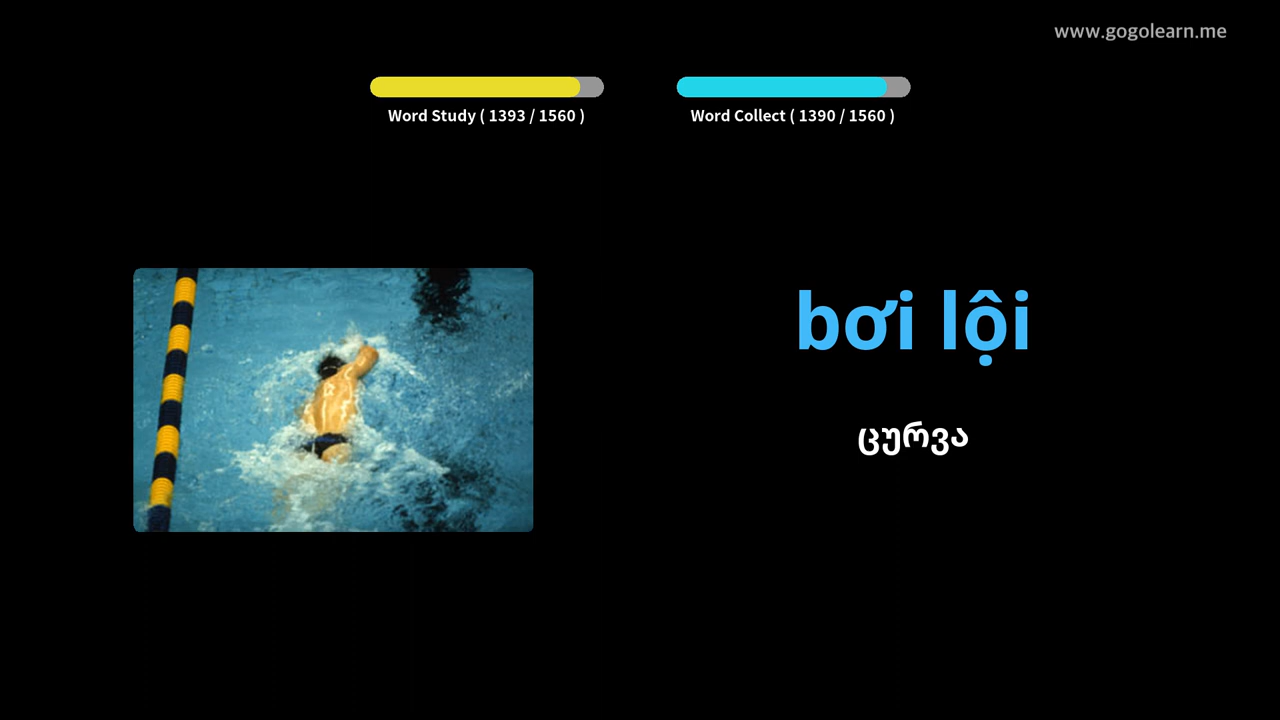 www.gogolearn.me
Word Study ( 1393 / 1560 )
Word Collect ( 1390 / 1560 )
bơi lội
ცურვა